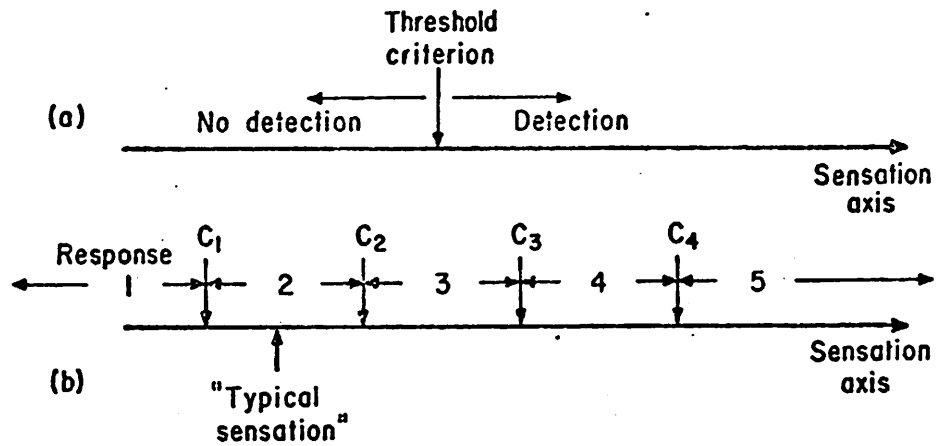 Threshold
criterion
(a)
No detection
Detection
Sensation
axis
C1 C2 C3 C4
Response
1 2 3 4 5
Sensation
axis
(b)
"Typical
sensation"